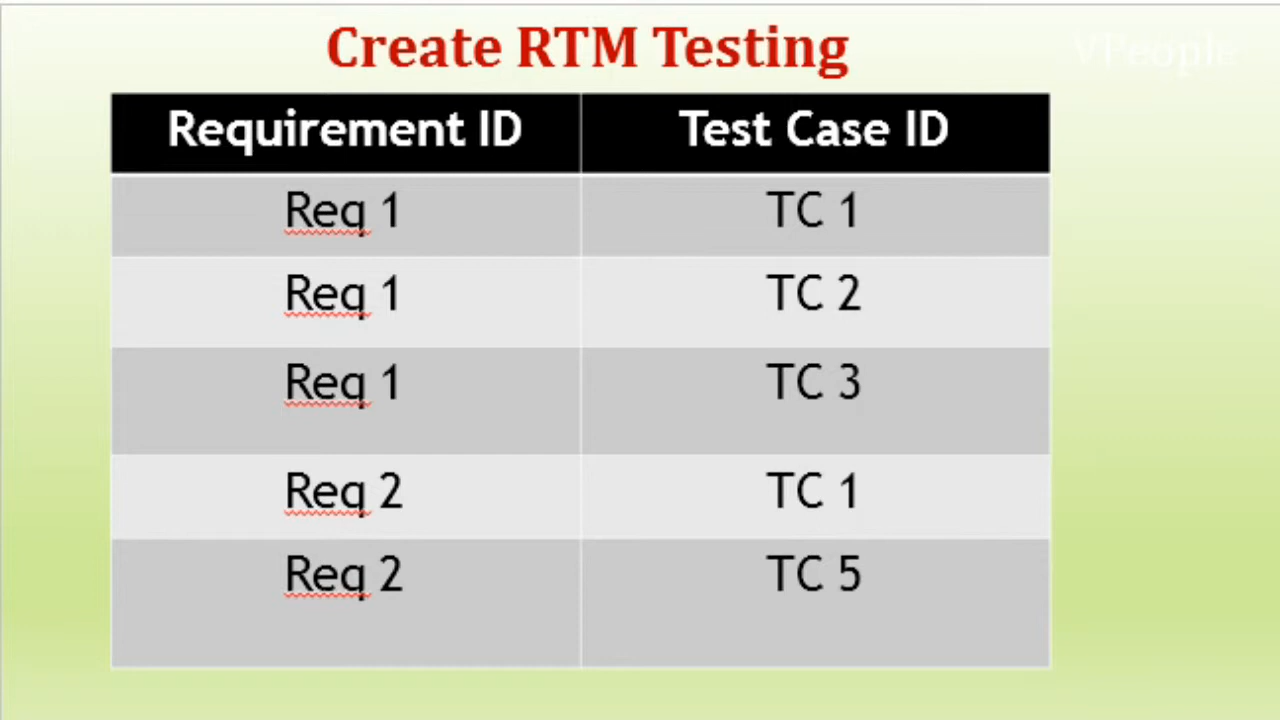 Create RTM Testing
VPeople
Requirement ID Test Case ID
Req 1 TC 1
Req 1 TC 2
Req 1 TC 3
Req 2 TC 1
Req 2 TC 5